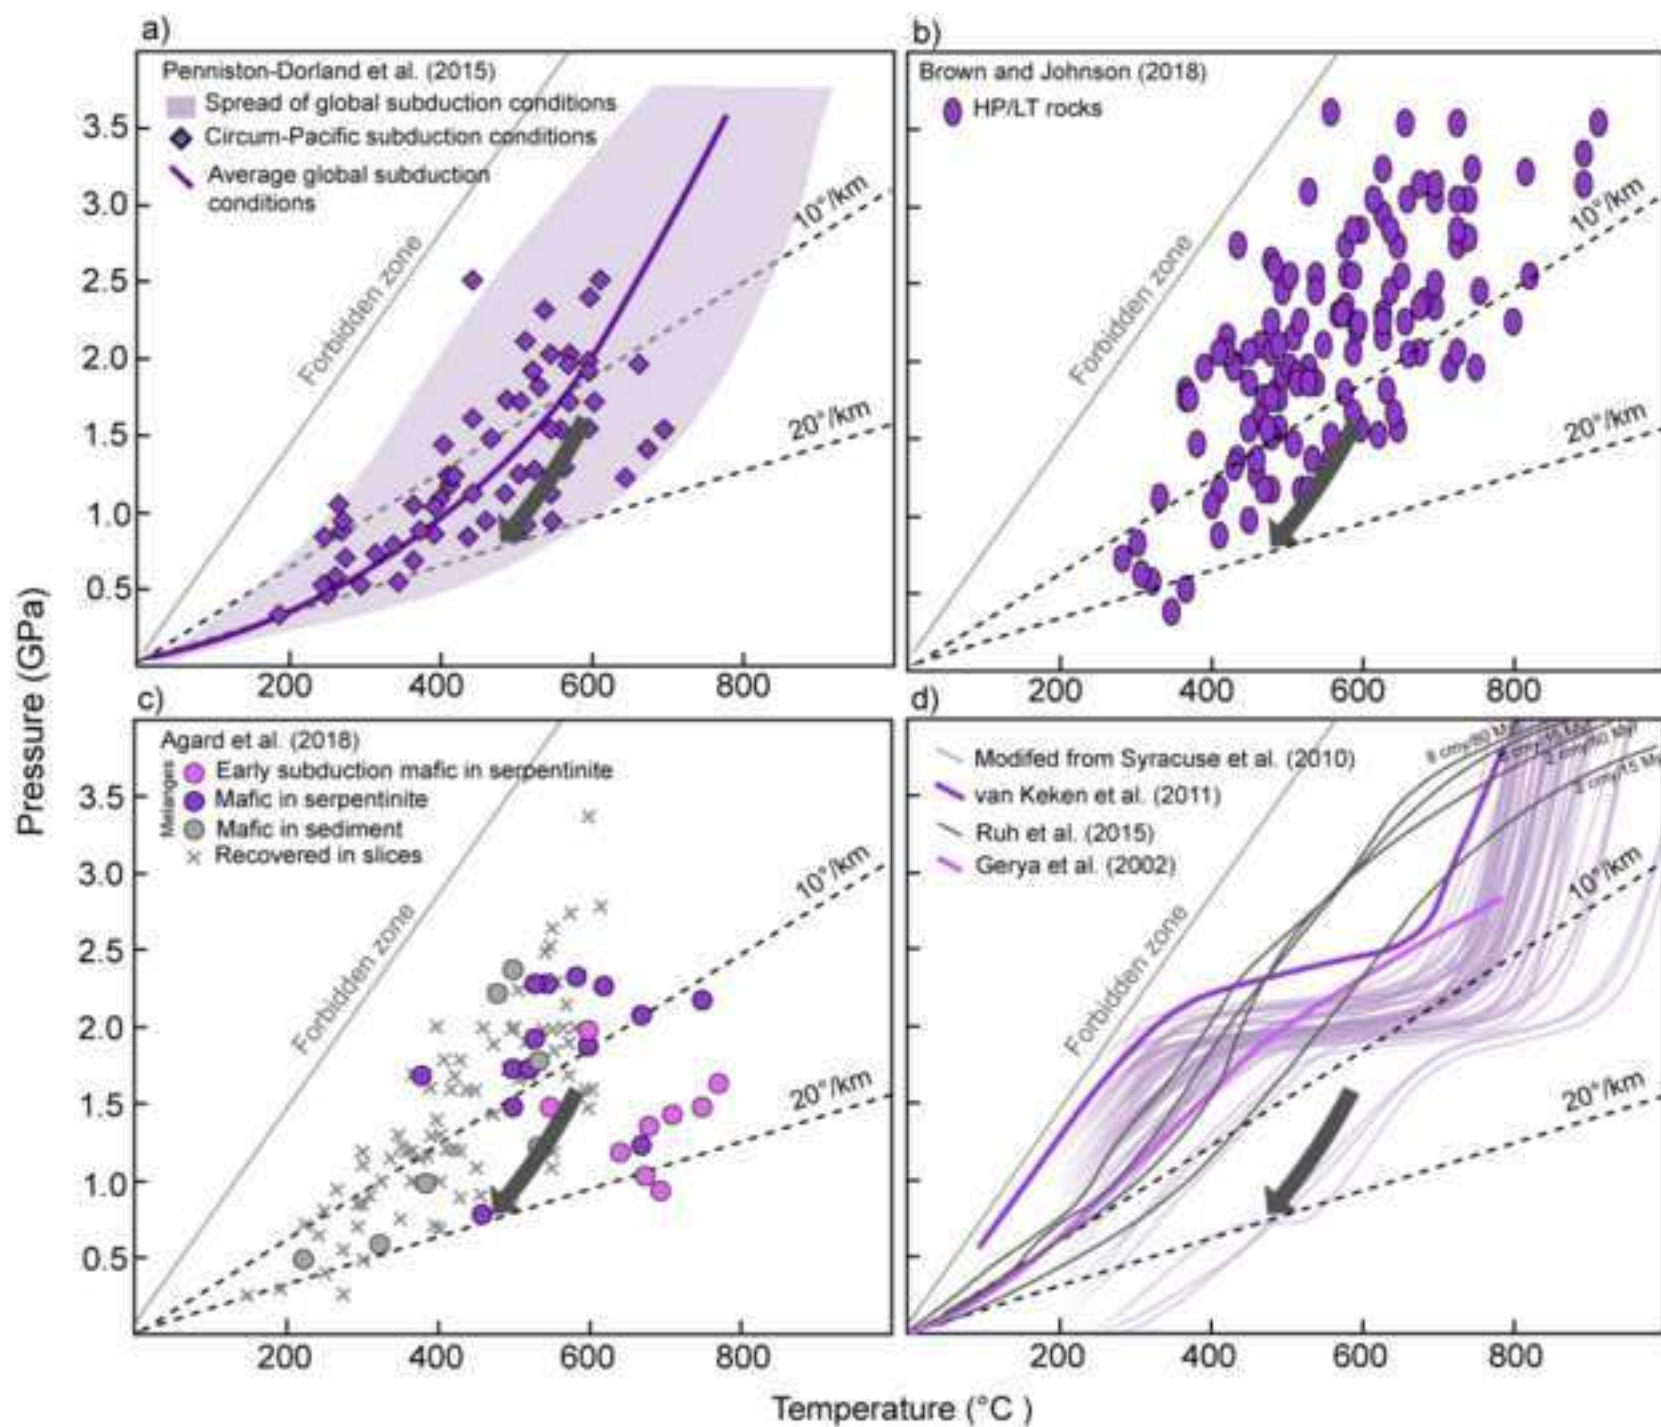 a)
Penniston-Dorland et al. (2015)
Spread of global subduction conditions
Circum-Pacific subduction conditions
Average global subduction
conditions
Forbidden zone
10°/km
20°/km
3.5
3.0
2.5
2.0
1.5
1.0
0.5
200
400
600
800
b)
Brown and Johnson (2018)
HP/LT rocks
Forbidden zone
10°/km
20°/km
200
400
600
800
Pressure (GPa)
c)
Agard et al. (2018)
Melanges
Early subduction mafic in serpentinite
Mafic in serpentinite
Mafic in sediment
Recovered in slices
Forbidden zone
10°/km
20°/km
3.5
3.0
2.5
2.0
1.5
1.0
0.5
200
400
600
800
d)
Modifed from Syracuse et al. (2010)
van Keken et al. (2011)
Ruh et al. (2015)
Gerya et al. (2002)
Forbidden zone
10°/km
20°/km
200
400
600
800
Temperature (°C )